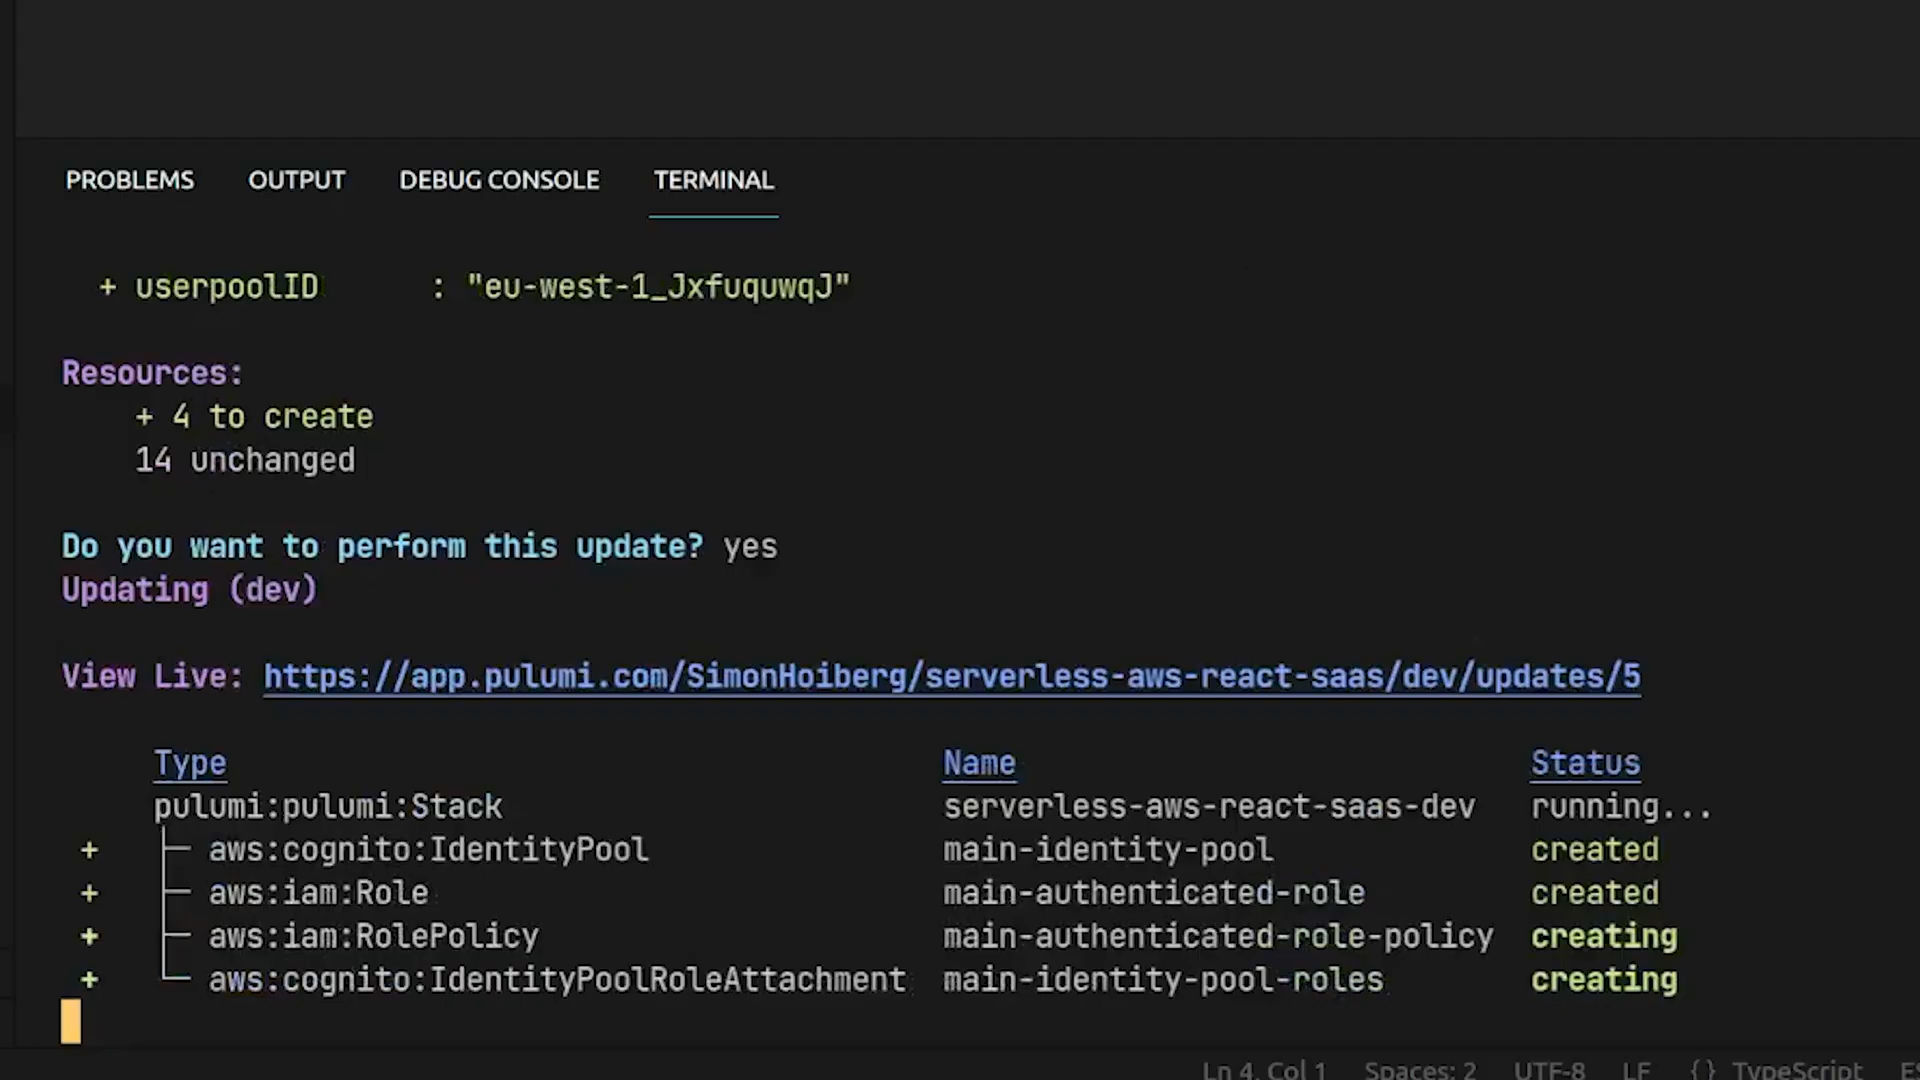 PROBLEMS OUTPUT DEBUG CONSOLE TERMINAL
+ userpoolID : "eu-west-1_JxfuquwqJ"
Resources:
+ 4 to create
14 unchanged
Do you want to perform this update? yes
Updating (dev)
View Live: https://app.pulumi.com/SimonHoiberg/serverless-aws-react-saas/dev/updates/5
Type Name Status
pulumi:pulumi:Stack serverless-aws-react-saas-dev running...
+ ├─ aws:cognito:IdentityPool main-identity-pool created
+ ├─ aws:iam:Role main-authenticated-role created
+ ├─ aws:iam:RolePolicy main-authenticated-role-policy creating
+ └─ aws:cognito:IdentityPoolRoleAttachment main-identity-pool-roles creating
Ln 4, Col 1 Spaces: 2 UTF-8 LF {} TypeScript